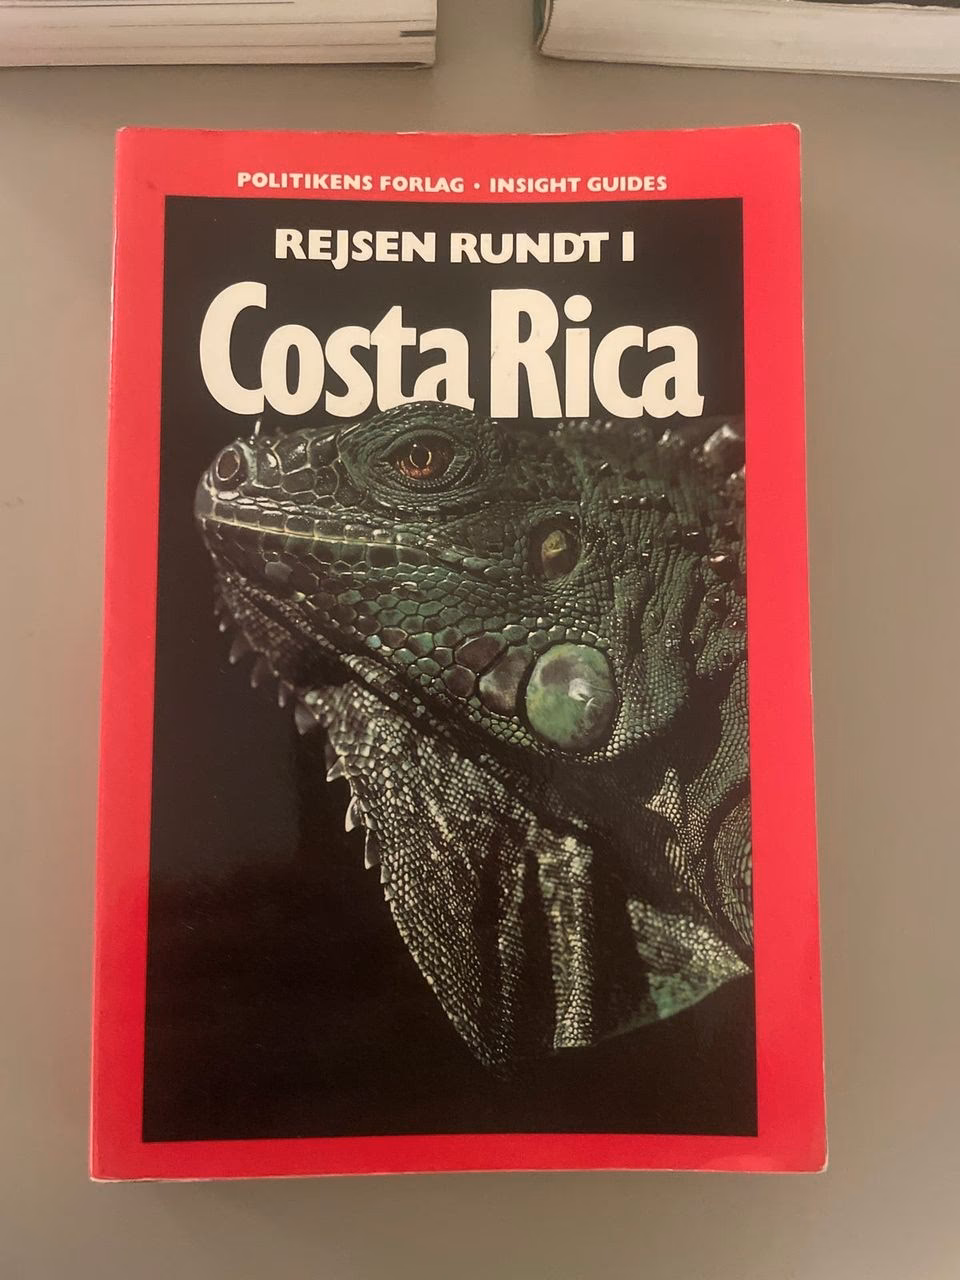 POLITIKENS FORLAG • INSIGHT GUIDES
REJSEN RUNDT I
Costa Rica